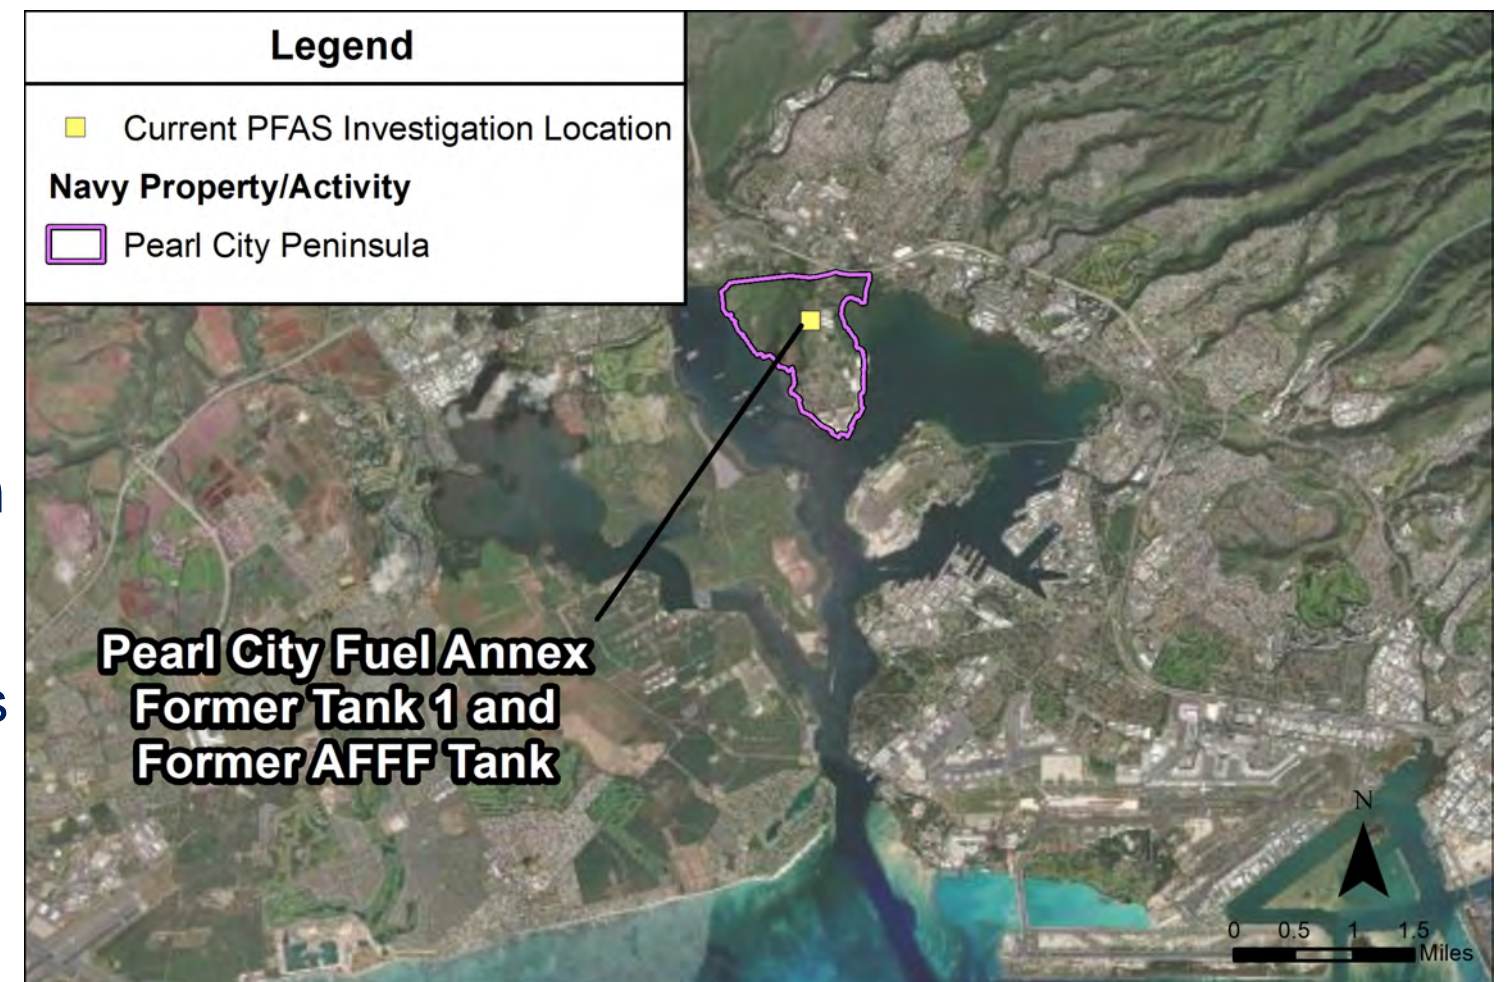 Legend
Current PFAS Investigation Location
Navy Property/Activity
Pearl City Peninsula
Pearl City Fuel Annex
Former Tank 1 and
Former AFFF Tank
N
0 0.5 1 1.5
Miles
s